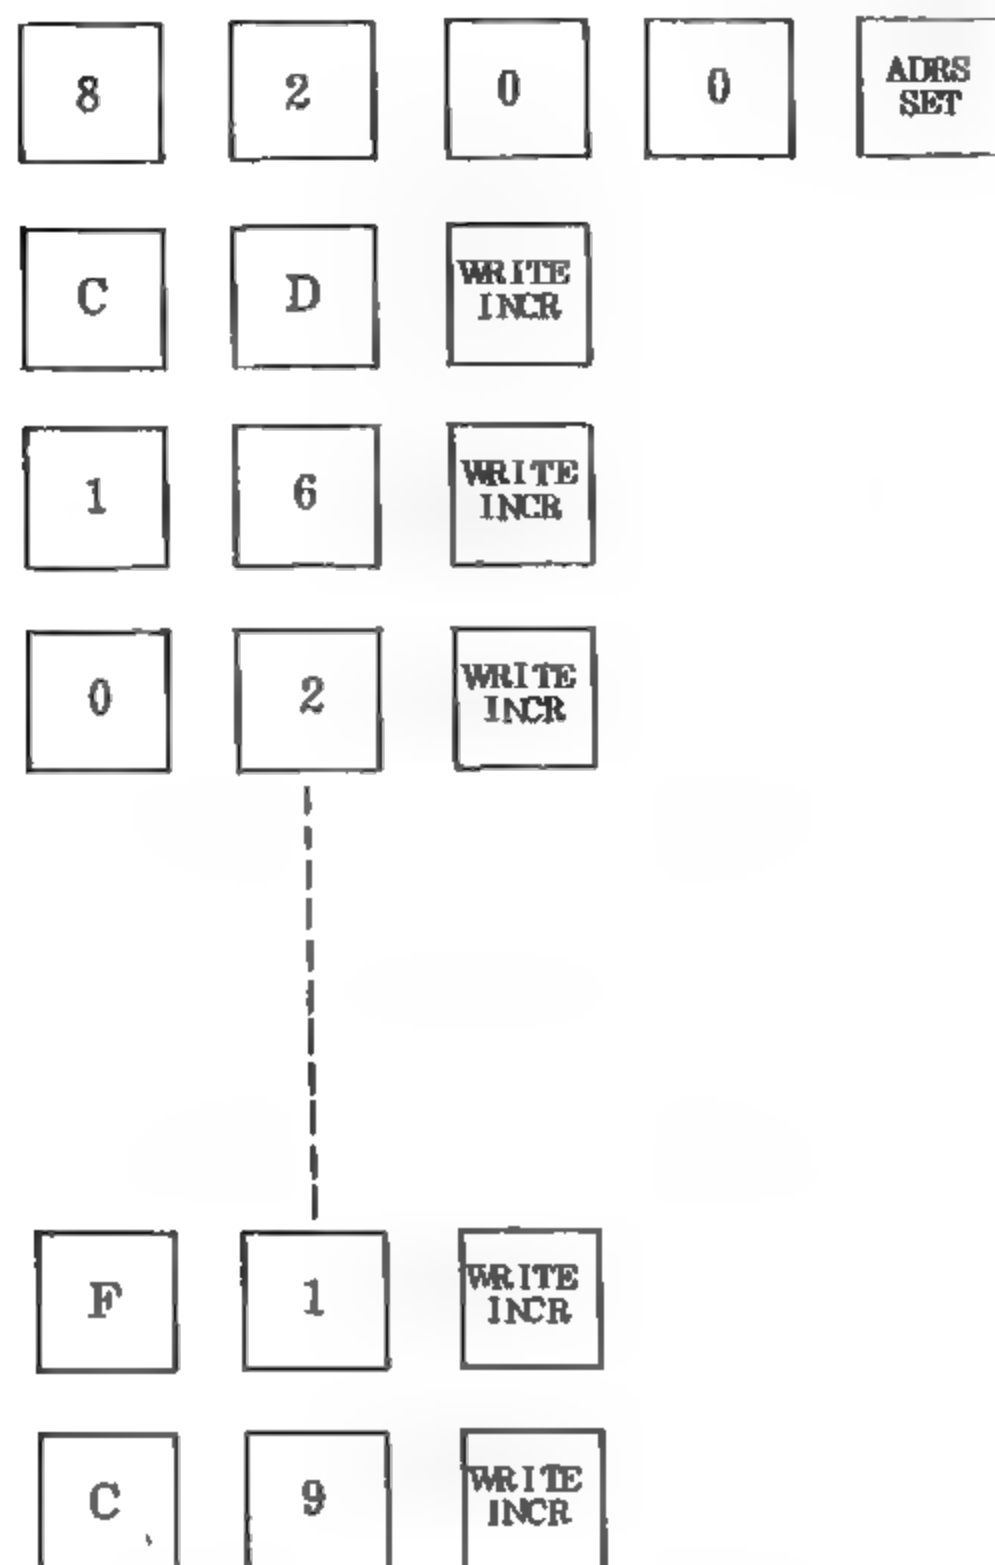 8 2 0 0 ADRS SET
C D WRITE INCR
1 6 WRITE INCR
0 2 WRITE INCR
F 1 WRITE INCR
C 9 WRITE INCR